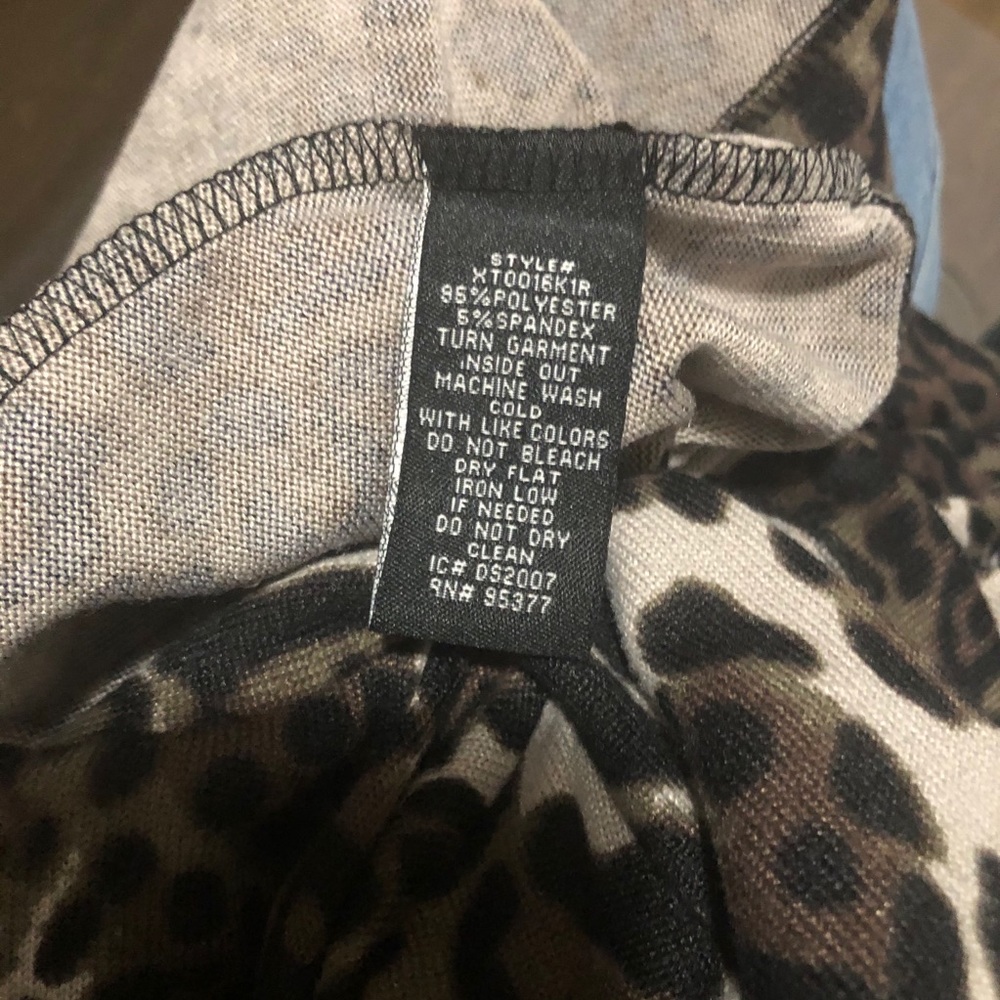 STYLE#
XT0016K1R
95%POLYESTER
5%SPANDEX
TURN GARMENT
INSIDE OUT
MACHINE WASH
COLD
WITH LIKE COLORS
DO NOT BLEACH
DRY FLAT
IRON LOW
IF NEEDED
DO NOT DRY
CLEAN
IC# DS2007
RN# 95377